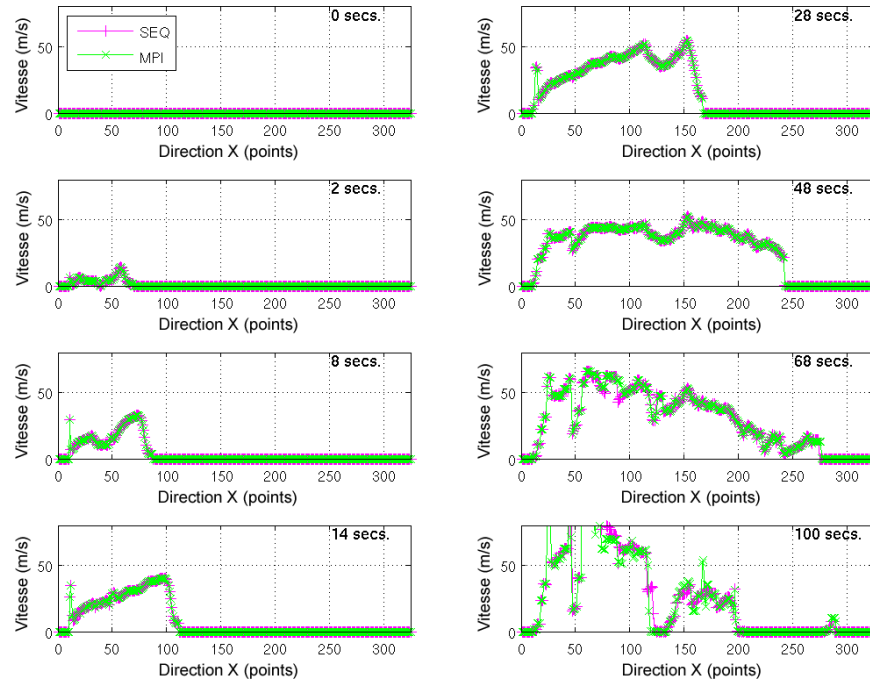 0 secs.
SEQ
MPI
Vitesse (m/s)
50
0
0 50 100 150 200 250 300
Direction X (points)
2 secs.
Vitesse (m/s)
50
0
0 50 100 150 200 250 300
Direction X (points)
8 secs.
Vitesse (m/s)
50
0
0 50 100 150 200 250 300
Direction X (points)
14 secs.
Vitesse (m/s)
50
0
0 50 100 150 200 250 300
Direction X (points)
28 secs.
Vitesse (m/s)
50
0
0 50 100 150 200 250 300
Direction X (points)
48 secs.
Vitesse (m/s)
50
0
0 50 100 150 200 250 300
Direction X (points)
68 secs.
Vitesse (m/s)
50
0
0 50 100 150 200 250 300
Direction X (points)
100 secs.
Vitesse (m/s)
50
0
0 50 100 150 200 250 300
Direction X (points)